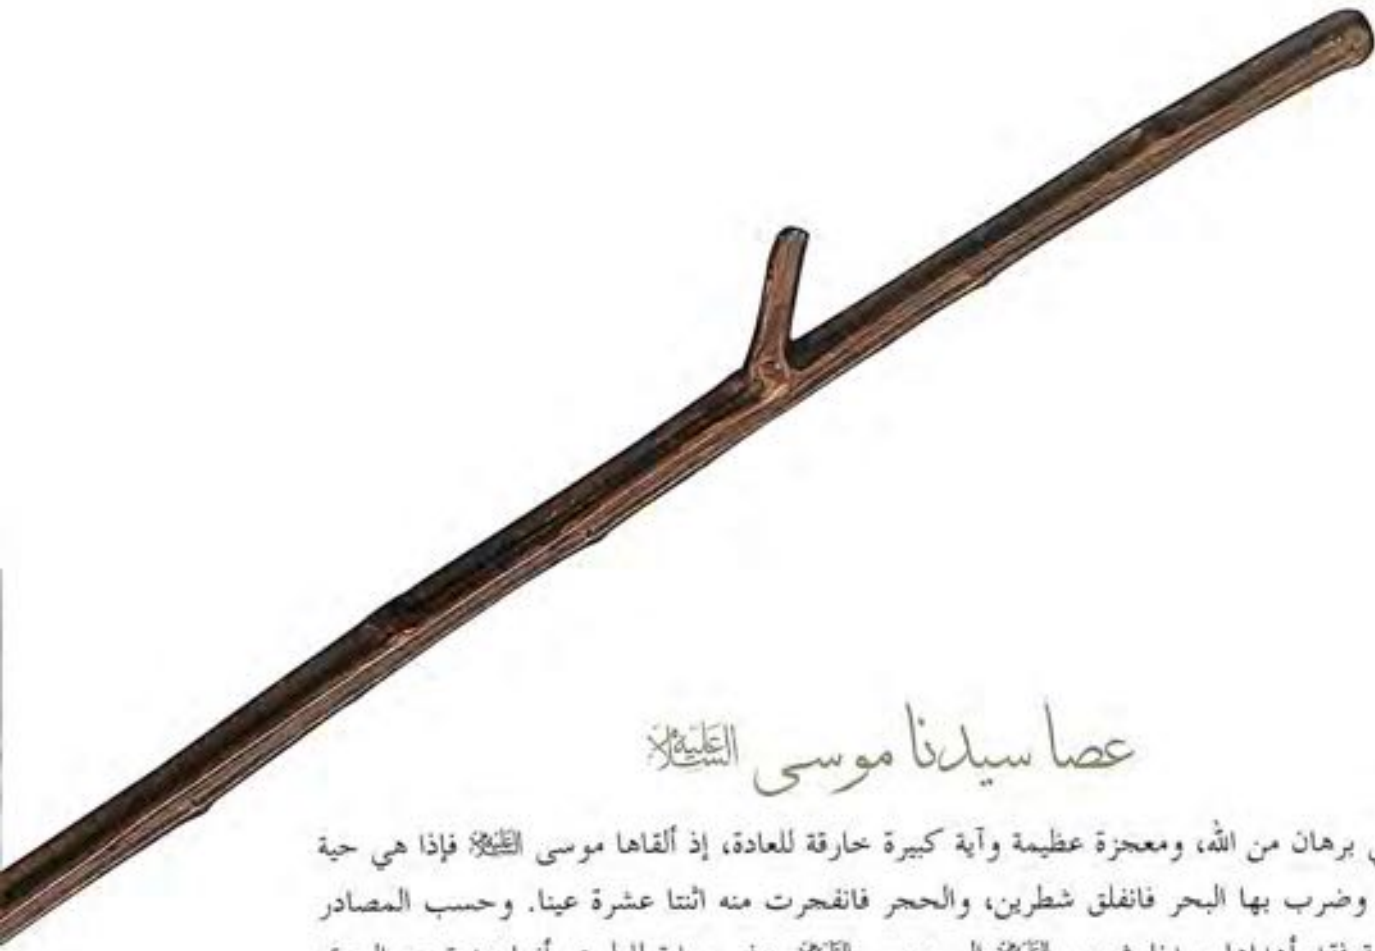 عصا سيدنا موسى عليه السلام
برهان من الله، ومعجزة عظيمة وآية كبيرة خارقة للعادة، إذ ألقاها موسى عليه السلام فإذا هي حية
وضرب بها البحر فانفلق شطرين، والحجر فانفجرت منه اثنتا عشرة عينا. وحسب المصادر